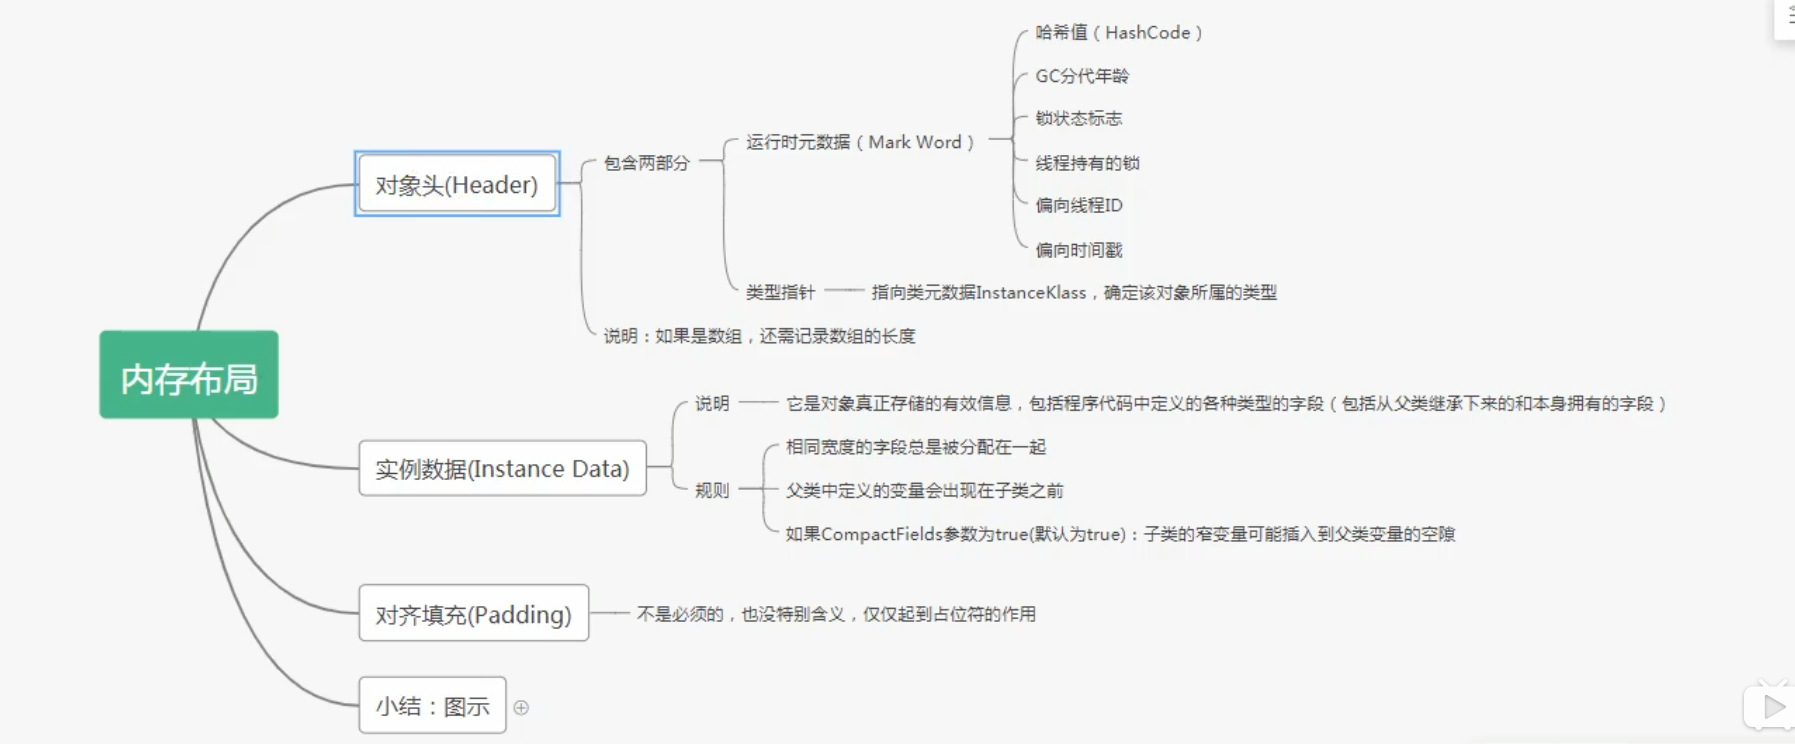 内存布局
对象头(Header)
包含两部分
运行时元数据（Mark Word）
哈希值（HashCode）
GC分代年龄
锁状态标志
线程持有的锁
偏向线程ID
偏向时间戳
类型指针
指向类元数据InstanceKlass，确定该对象所属的类型
说明：如果是数组，还需记录数组的长度
实例数据(Instance Data)
说明
它是对象真正存储的有效信息，包括程序代码中定义的各种类型的字段（包括从父类继承下来的和本身拥有的字段）
规则
相同宽度的字段总是被分配在一起
父类中定义的变量会出现在子类之前
如果CompactFields参数为true(默认为true)：子类的窄变量可能插入到父类变量的空隙
对齐填充(Padding)
不是必须的，也没特别含义，仅仅起到占位符的作用
小结：图示